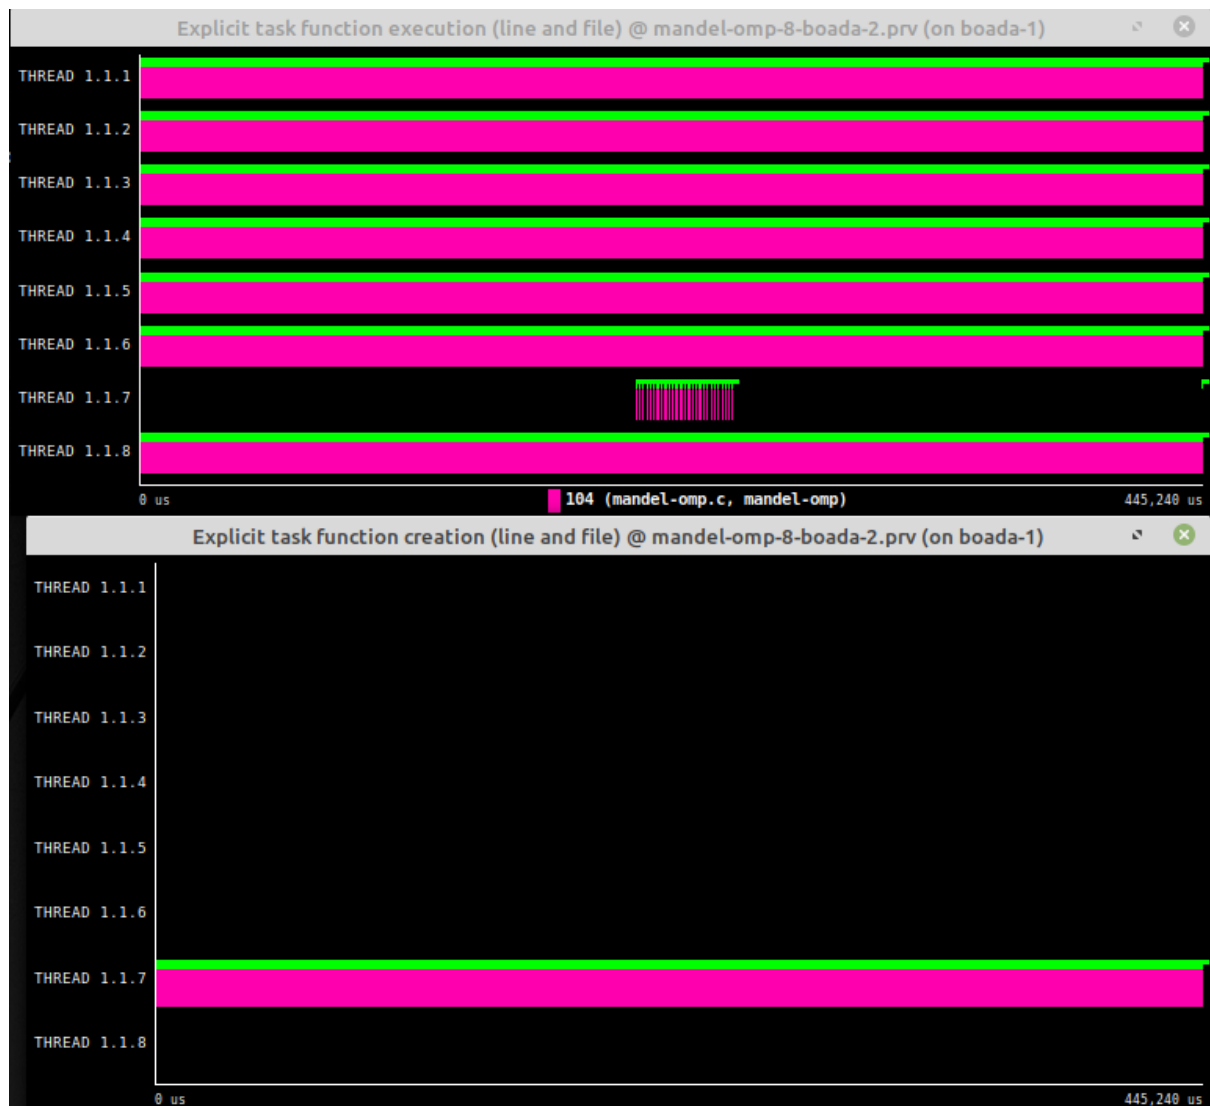 Explicit task function execution (line and file) @ mandel-omp-8-boada-2.prv (on boada-1)
THREAD 1.1.1
THREAD 1.1.2
THREAD 1.1.3
THREAD 1.1.4
THREAD 1.1.5
THREAD 1.1.6
THREAD 1.1.7
THREAD 1.1.8
0 us 104 (mandel-omp.c, mandel-omp) 445,240 us
Explicit task function creation (line and file) @ mandel-omp-8-boada-2.prv (on boada-1)
THREAD 1.1.1
THREAD 1.1.2
THREAD 1.1.3
THREAD 1.1.4
THREAD 1.1.5
THREAD 1.1.6
THREAD 1.1.7
THREAD 1.1.8
0 us 445,240 us